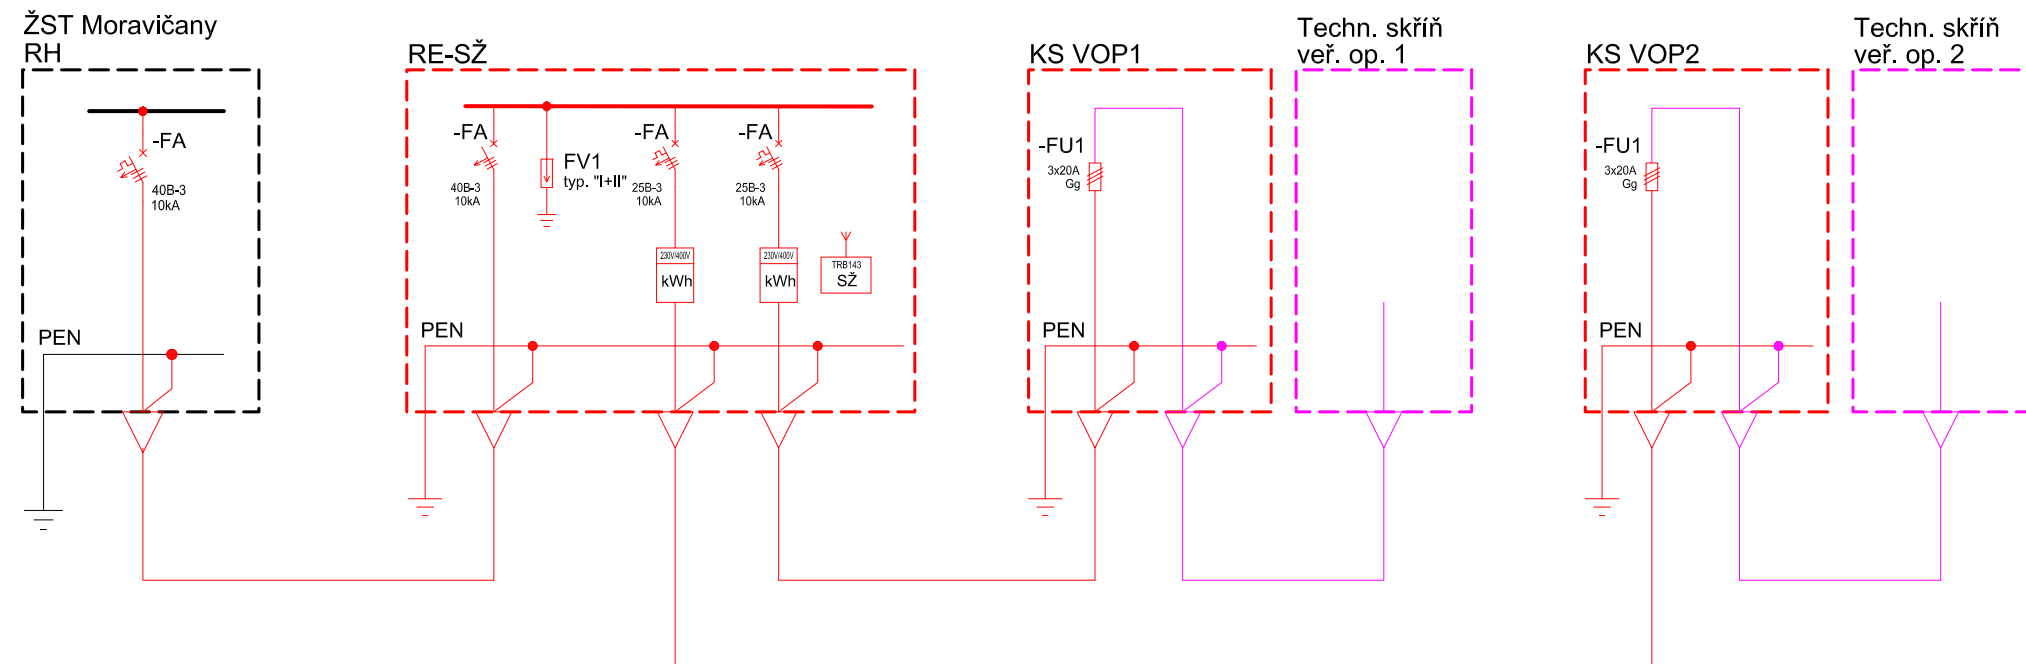 ŽST Moravičany
RH
-FA
40B-3
10kA
PEN
RE-SŽ
-FA
40B-3
10kA
FV1
typ. "I+II"
-FA
25B-3
10kA
230V/400V
kWh
-FA
25B-3
10kA
230V/400V
kWh
TRB143
SŽ
PEN
KS VOP1
-FU1
3x20A
Gg
PEN
Techn. skříň
veř. op. 1
KS VOP2
-FU1
3x20A
Gg
PEN
Techn. skříň
veř. op. 2